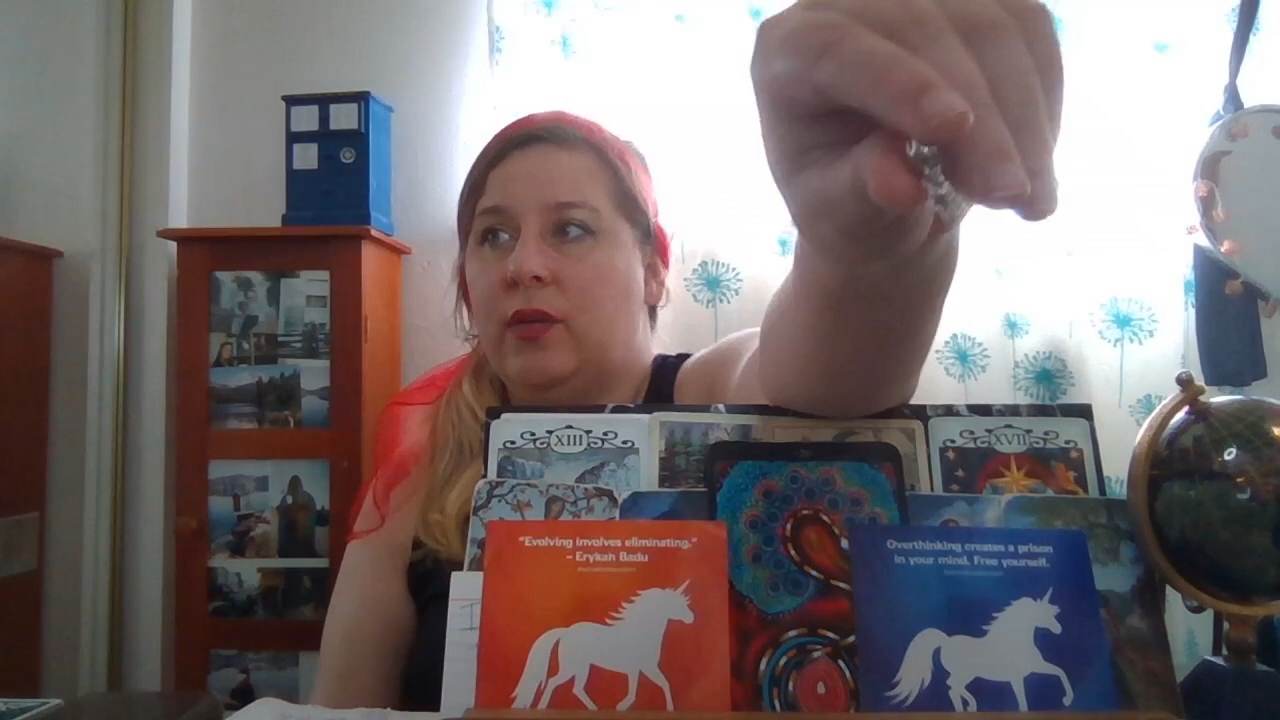 XIII
XVII
"Evolving involves eliminating."
- Erykah Badu
Overthinking creates a prison
in your mind. Free yourself.